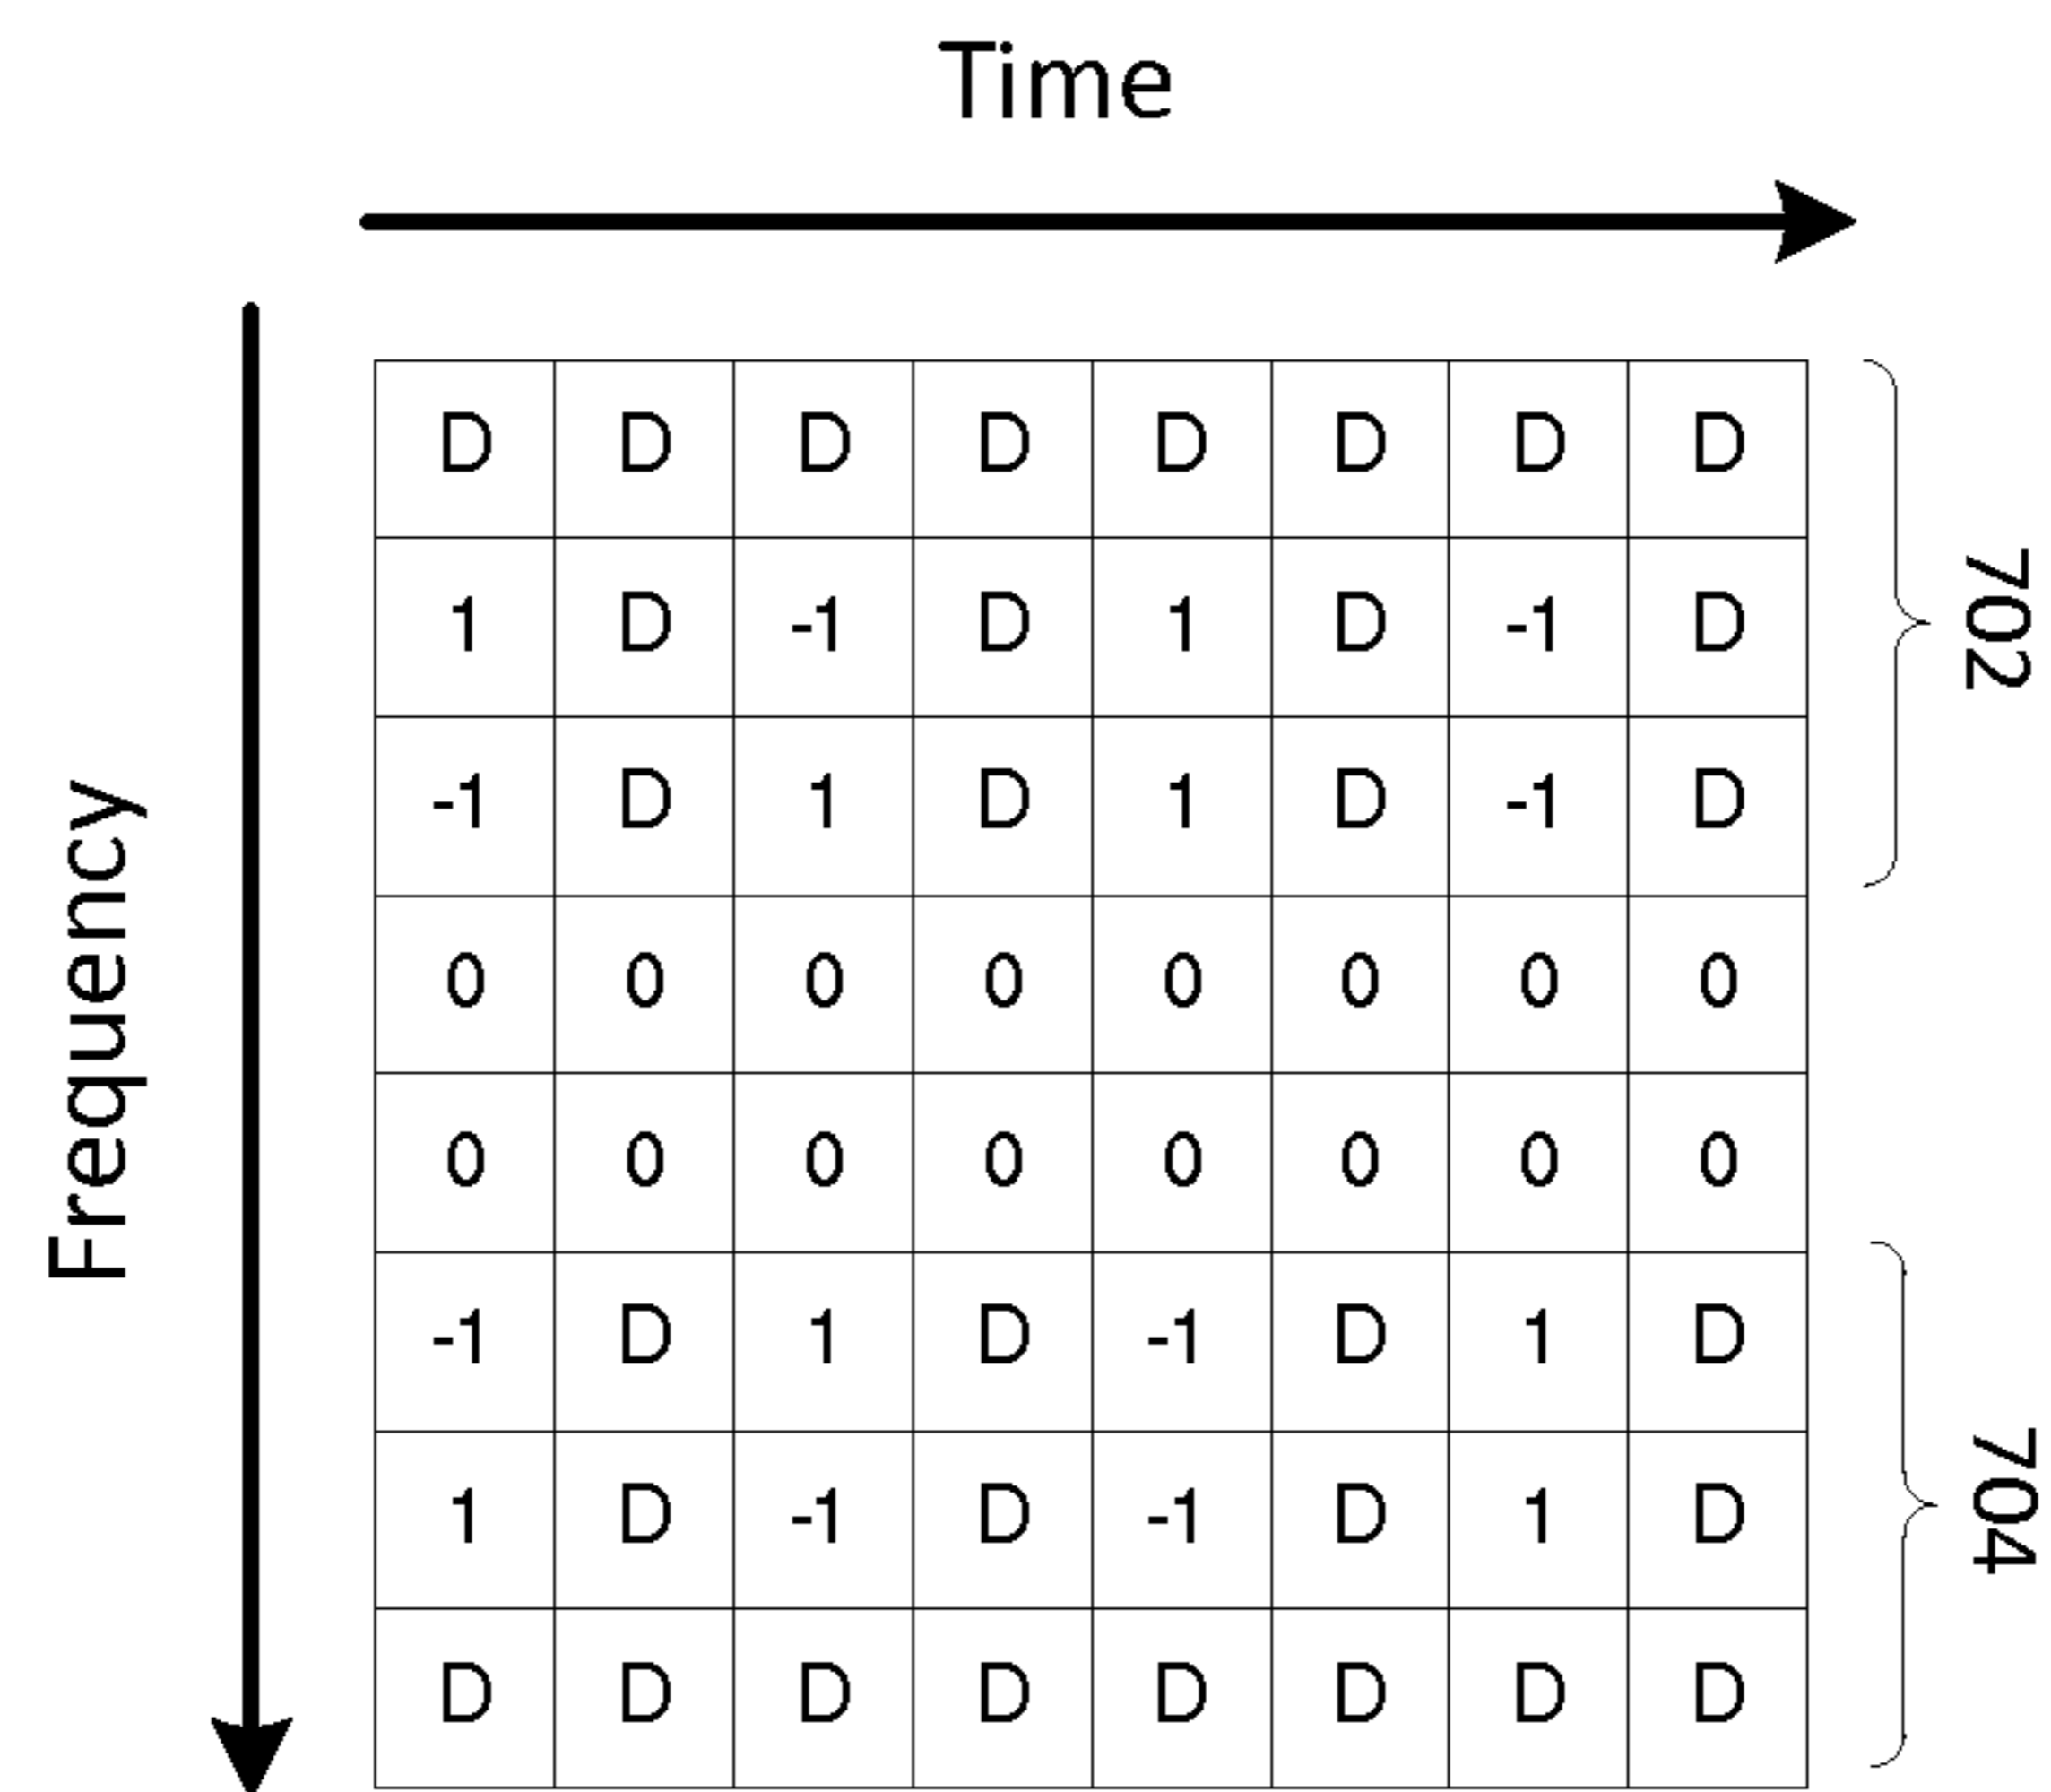 Time
Frequency
D D D D D D D D
1 D -1 D 1 D -1 D
-1 D 1 D 1 D -1 D
702
0 0 0 0 0 0 0 0
0 0 0 0 0 0 0 0
-1 D 1 D -1 D 1 D
1 D -1 D -1 D 1 D
D D D D D D D D
704